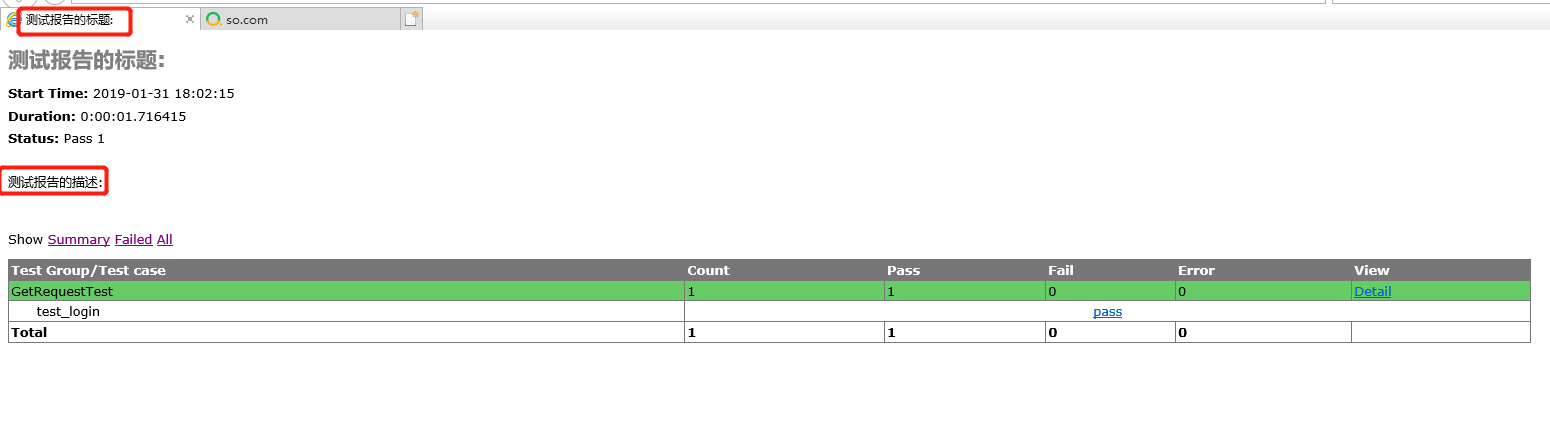 测试报告的标题: so.com
测试报告的标题:
Start Time: 2019-01-31 18:02:15
Duration: 0:00:01.716415
Status: Pass 1
测试报告的描述:
Show Summary Failed All
Test Group/Test case Count Pass Fail Error View
GetRequestTest 1 1 0 0 Detail
test_login pass
Total 1 1 0 0